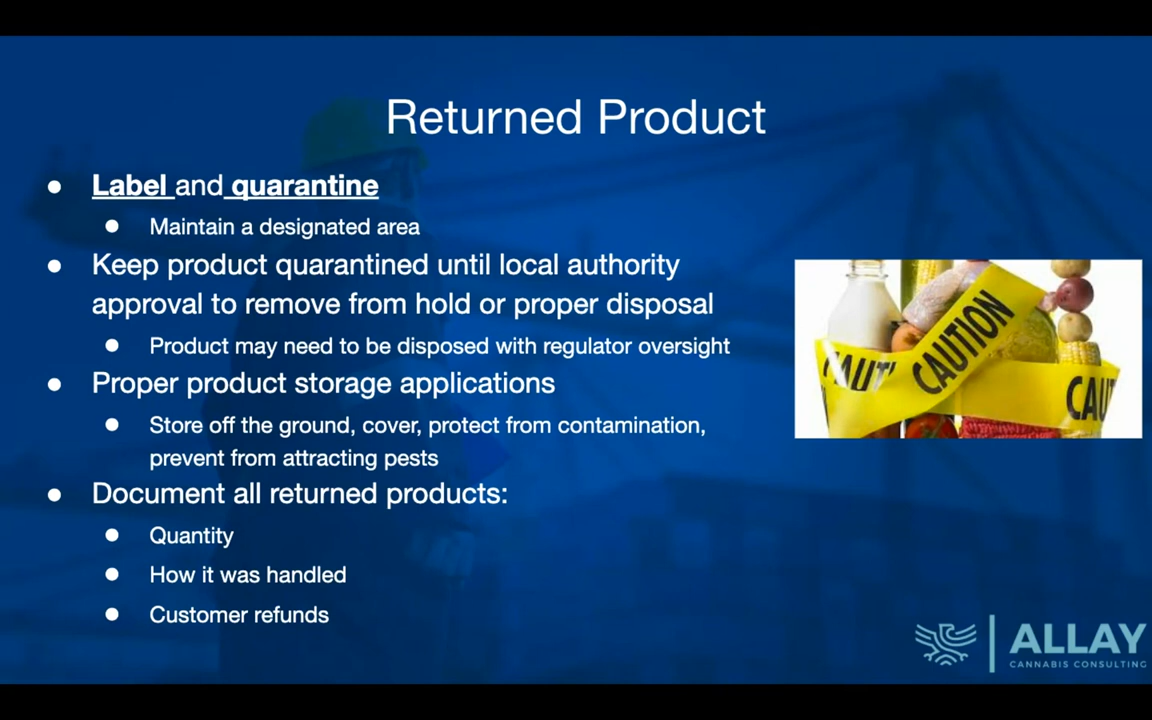 Returned Product
● Label and quarantine
● Maintain a designated area
● Keep product quarantined until local authority
approval to remove from hold or proper disposal
● Product may need to be disposed with regulator oversight
● Proper product storage applications
● Store off the ground, cover, protect from contamination,
prevent from attracting pests
● Document all returned products:
● Quantity
● How it was handled
● Customer refunds
CAUTION
CAUT
CAU
ALLAY
CANNABIS CONSULTING